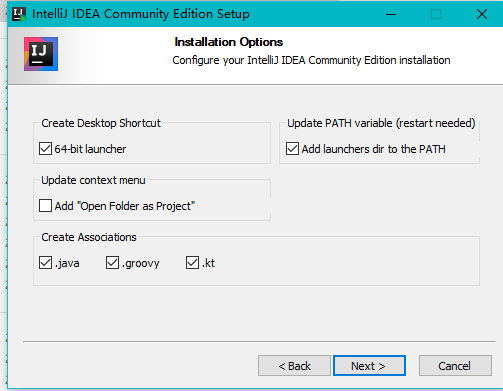 IntelliJ IDEA Community Edition Setup
IJ
Installation Options
Configure your IntelliJ IDEA Community Edition installation
Create Desktop Shortcut
64-bit launcher
Update PATH variable (restart needed)
Add launchers dir to the PATH
Update context menu
Add "Open Folder as Project"
Create Associations
.java .groovy .kt
< Back Next > Cancel